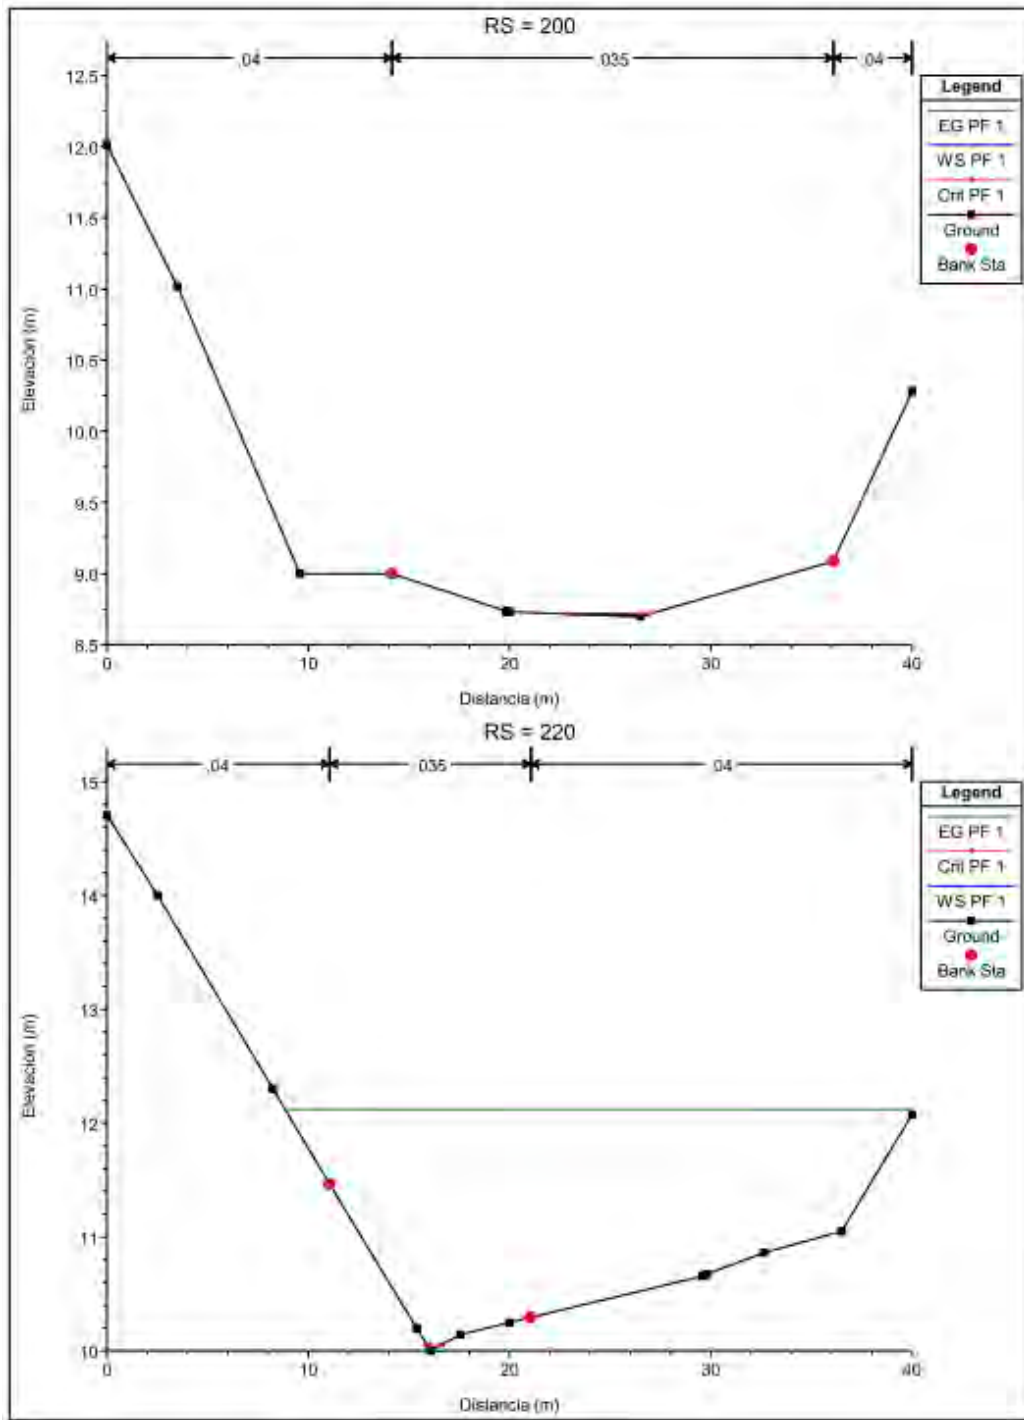 RS = 200
.04
.035
.04
12.5
12.0
11.5
11.0
10.5
10.0
9.5
9.0
8.5
Elevación (m)
0
10
20
30
40
Distancia (m)
Legend
EG PF 1
WS PF 1
Crit PF 1
Ground
Bank Sta
RS = 220
.04
.035
.04
15
14
13
12
11
10
Elevación (m)
0
10
20
30
40
Distancia (m)
Legend
EG PF 1
Crit PF 1
WS PF 1
Ground
Bank Sta